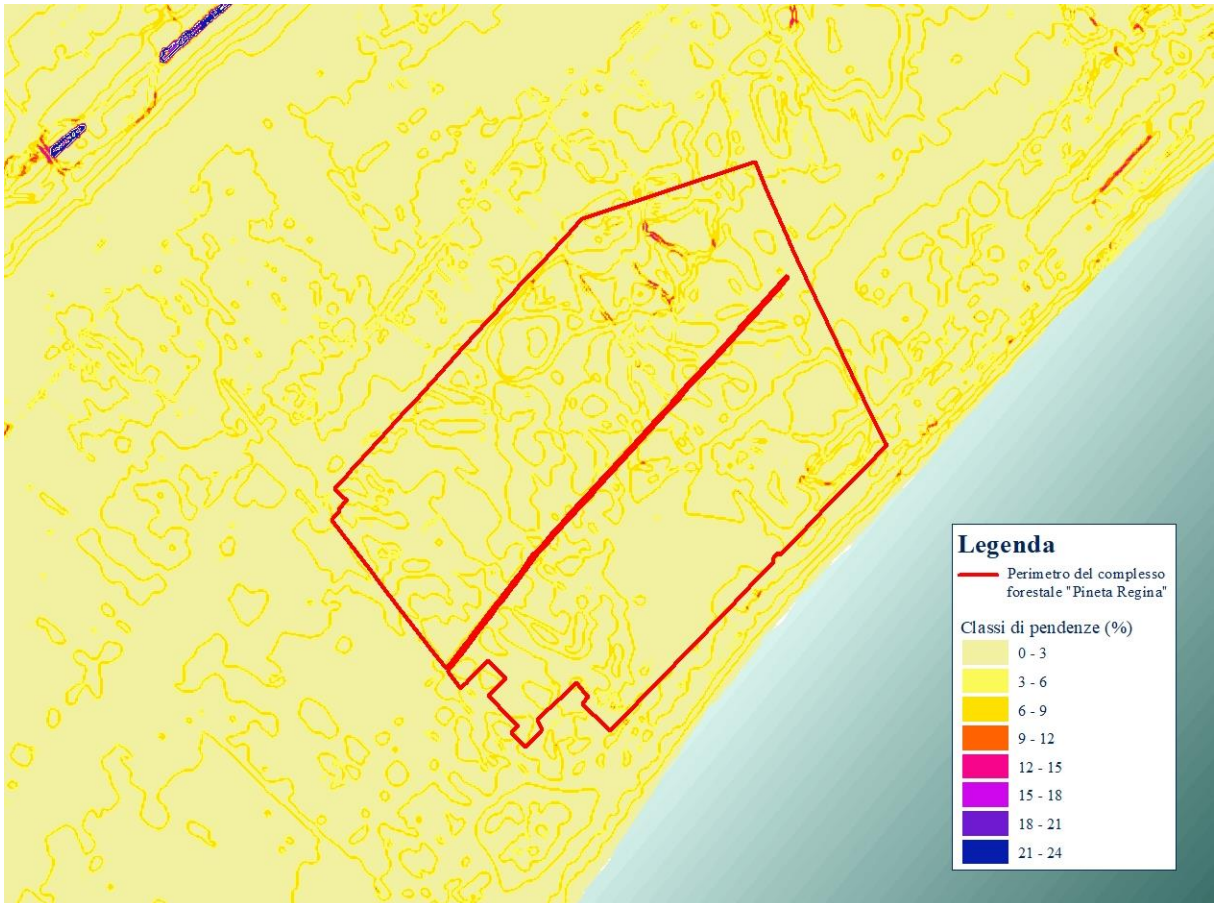 Legenda
Perimetro del complesso
forestale "Pineta Regina"
Classi di pendenze (%)
0 - 3
3 - 6
6 - 9
9 - 12
12 - 15
15 - 18
18 - 21
21 - 24